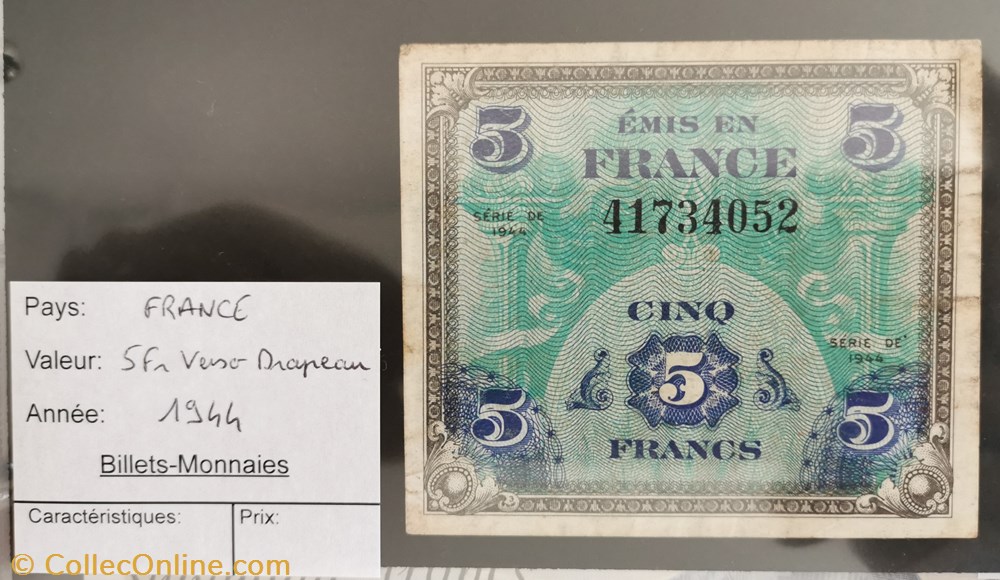 5 ÉMIS EN 5
FRANCE
SÉRIE DE 41734052
1944
CINQ
SÉRIE DE
1944
5
5 5
FRANCS
Pays: FRANCE
Valeur: 5 Fr Verso Drapeau
Année: 1944
Billets-Monnaies
Caractéristiques: Prix:
© CollecOnline.com